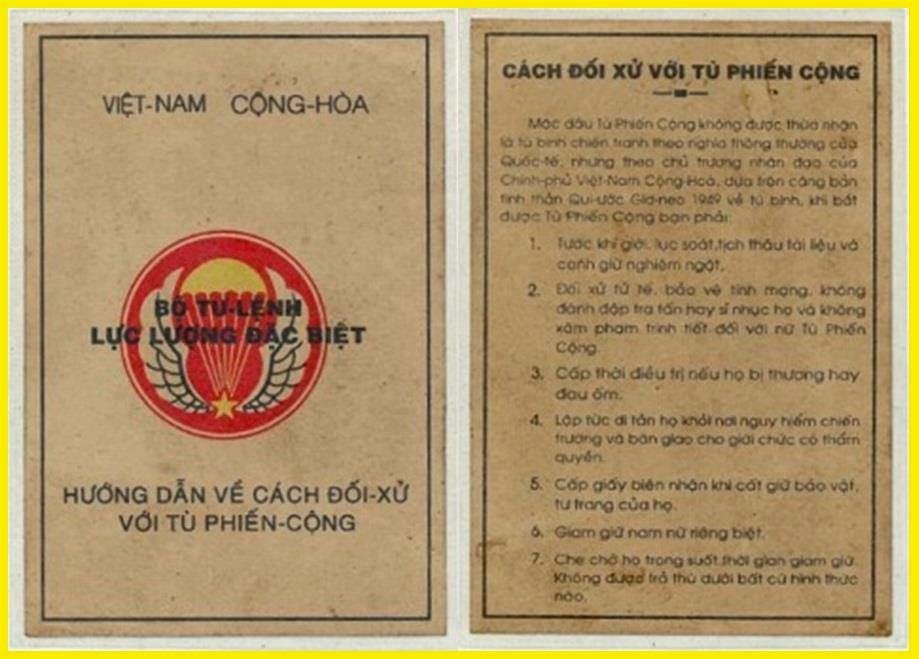 VIỆT-NAM CỘNG-HÒA
BỘ TƯ-LỆNH
LỰC LƯỢNG ĐẶC BIỆT
HƯỚNG DẪN VỀ CÁCH ĐỐI-XỬ
VỚI TÙ PHIẾN-CỘNG
CÁCH ĐỐI XỬ VỚI TÙ PHIẾN CỘNG
Mặc dầu Tù Phiến Cộng không được thừa nhận
là tù binh chiến tranh theo nghĩa thông thường của
Quốc-tế, nhưng theo chủ trương nhân đạo của
Chính-phủ Việt-Nam Cộng-Hoà, dựa trên căng bản
tinh thần Qui-ước Giơ-neo 1949 về tù binh, khi bắt
được Tù Phiến Cộng bạn phải:
1. Tước khí giới, lục soát, tịch thâu tài liệu và
canh giữ nghiêm ngặt.
2. Đối xử tử tế, bảo vệ tính mạng, không
đánh đập tra tấn hay sỉ nhục họ và không
xâm phạm trinh tiết đối với nữ Tù Phiến
Cộng.
3. Cấp thời điều trị nếu họ bị thương hay
đau ốm.
4. Lập tức di tản họ khỏi nơi nguy hiểm chiến
trường và bàn giao cho giới chức có thẩm
quyền.
5. Cấp giấy biên nhận khi cất giữ bảo vật,
tư trang của họ.
6. Giam giữ nam nữ riêng biệt.
7. Che chở họ trong suốt thời gian giam giữ.
Không được trả thù dưới bất cứ hình thức
nào.